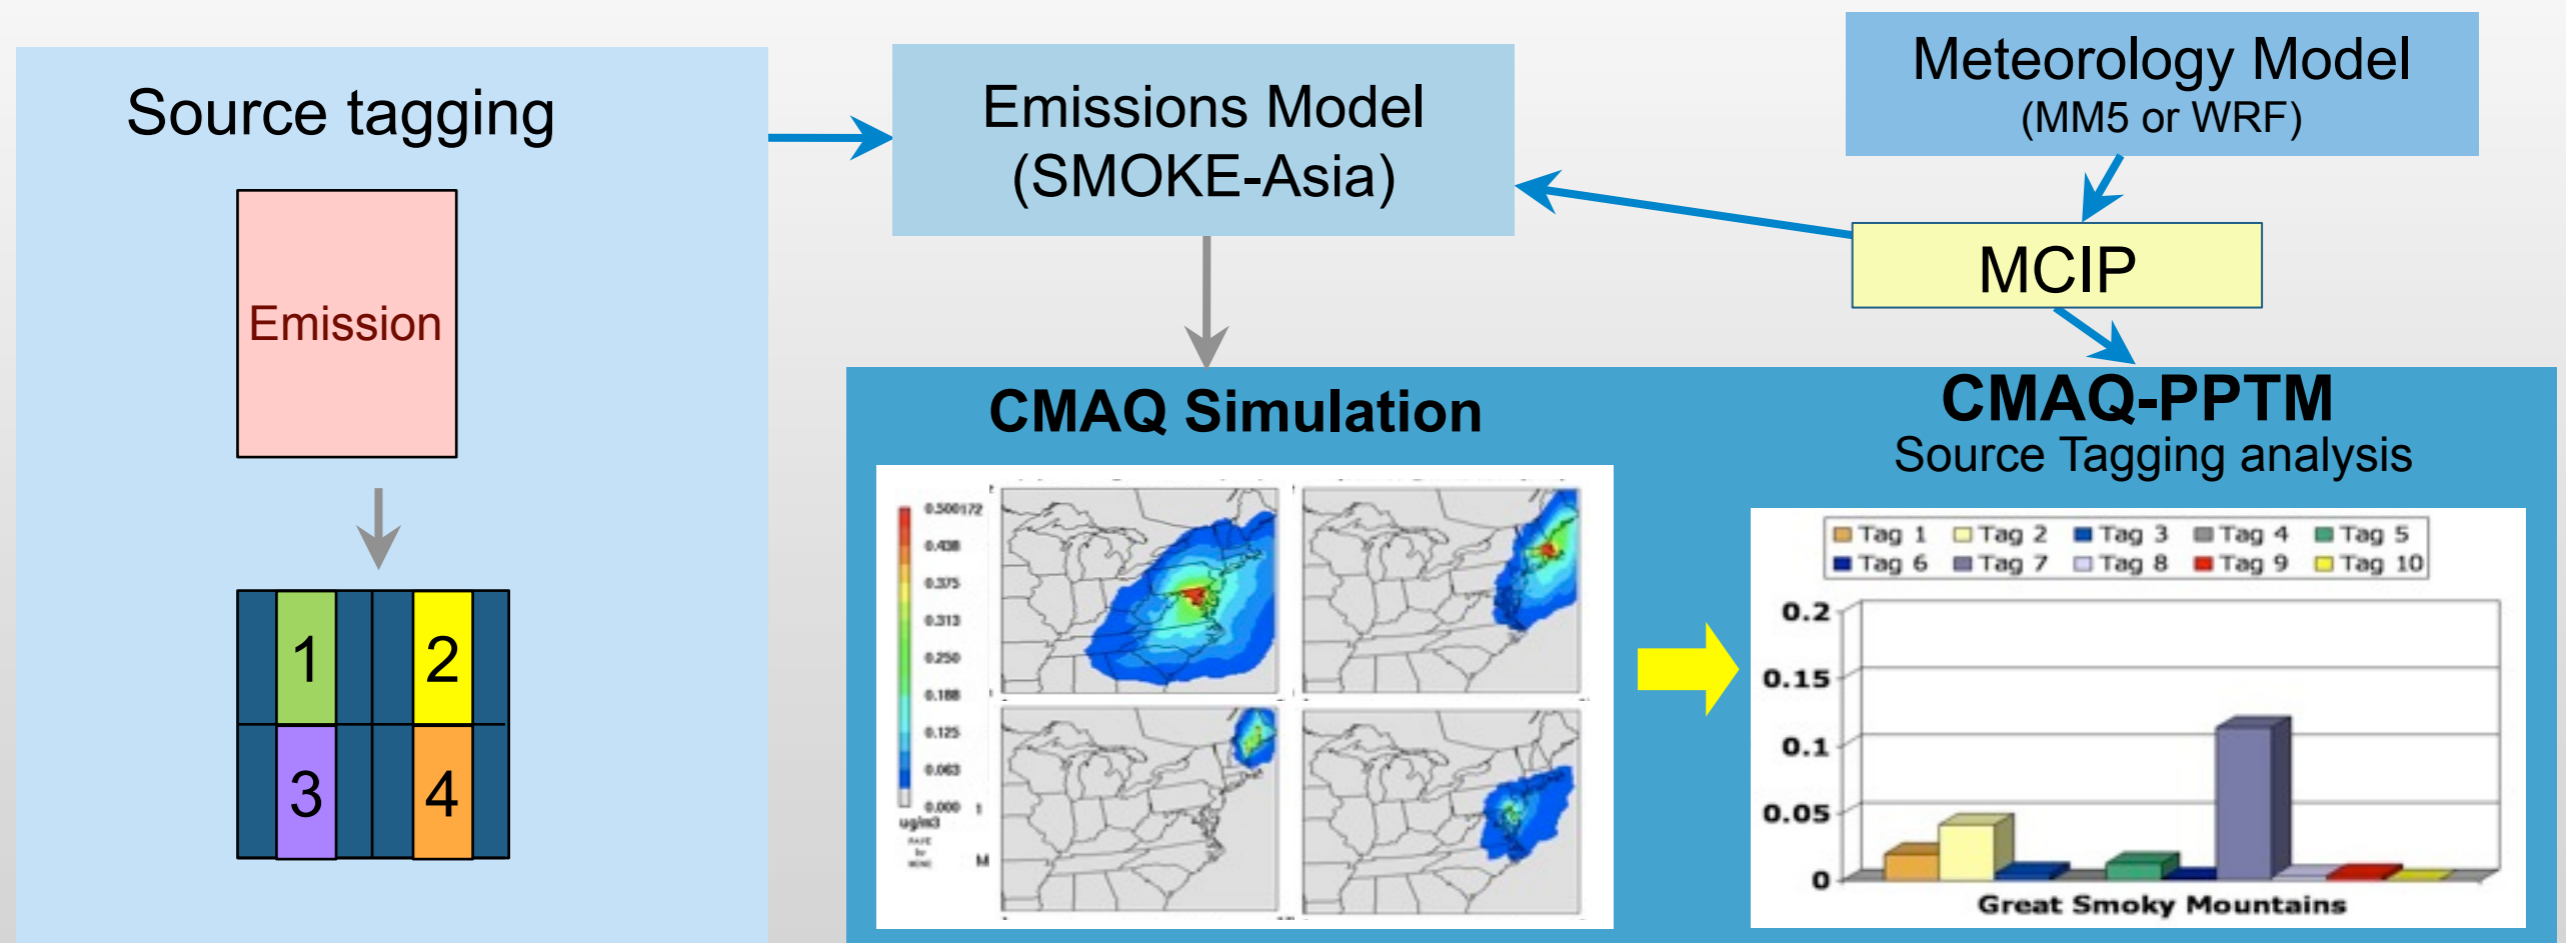 Source tagging
Emission
1
2
3
4
Emissions Model
(SMOKE-Asia)
Meteorology Model
(MM5 or WRF)
MCIP
CMAQ Simulation
0.500172
0.438
0.375
0.313
0.250
0.188
0.125
0.063
0.000
1
ug/m3
M
CMAQ-PPTM
Source Tagging analysis
Tag 1 Tag 2 Tag 3 Tag 4 Tag 5
Tag 6 Tag 7 Tag 8 Tag 9 Tag 10
0.2
0.15
0.1
0.05
0
Great Smoky Mountains